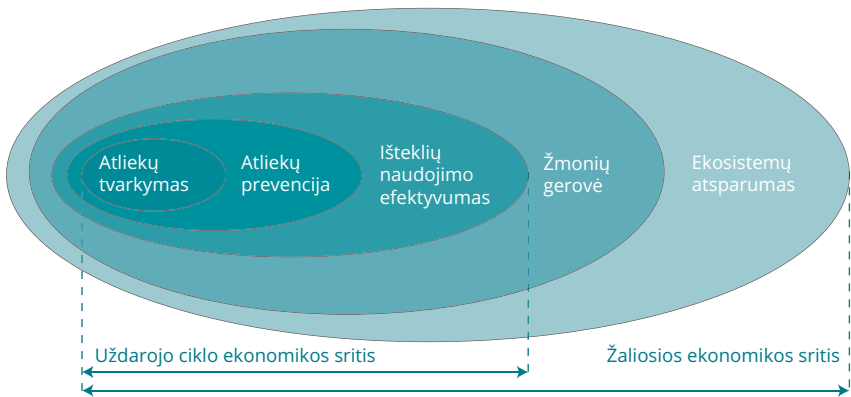 Atliekų
tvarkymas
Atliekų
prevencija
Išteklių
naudojimo
efektyvumas
Žmonių
gerovė
Ekosistemų
atsparumas
Uždarojo ciklo ekonomikos sritis
Žaliosios ekonomikos sritis